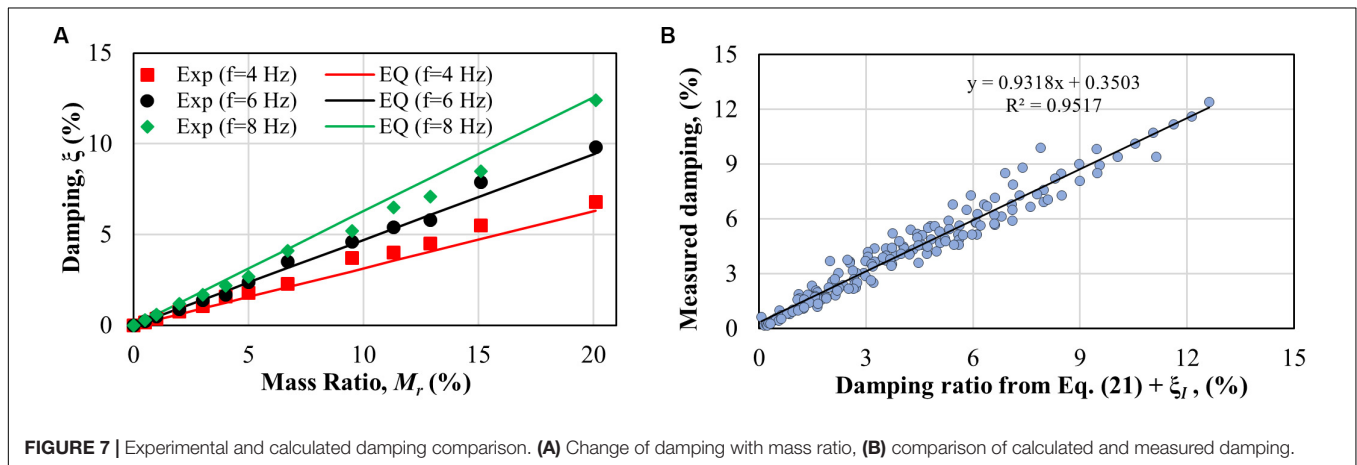 A
15
10
5
0
Damping, ξ (%)
Exp (f=4 Hz) EQ (f=4 Hz)
Exp (f=6 Hz) EQ (f=6 Hz)
Exp (f=8 Hz) EQ (f=8 Hz)
0 5 10 15 20
Mass Ratio, Mr (%)
B
15
12
9
6
3
0
Measured damping, (%)
y = 0.9318x + 0.3503
R² = 0.9517
0 3 6 9 12 15
Damping ratio from Eq. (21) + ξI , (%)
FIGURE 7 | Experimental and calculated damping comparison. (A) Change of damping with mass ratio, (B) comparison of calculated and measured damping.